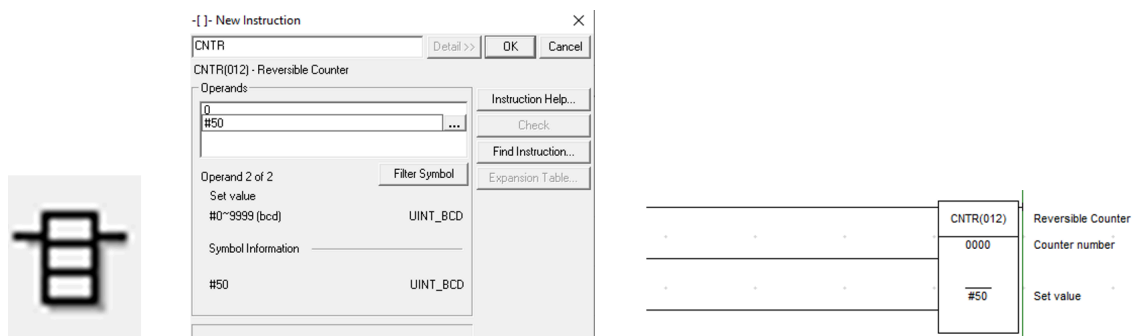 -[ ]- New Instruction
CNTR
Detail >>
OK
Cancel
CNTR(012) - Reversible Counter
Operands
0
#50
...
Instruction Help...
Check
Find Instruction...
Expansion Table...
Operand 2 of 2
Filter Symbol
Set value
#0~9999 (bcd)
UINT_BCD
Symbol Information
#50
UINT_BCD
CNTR(012)
Reversible Counter
0000
Counter number
#50
Set value